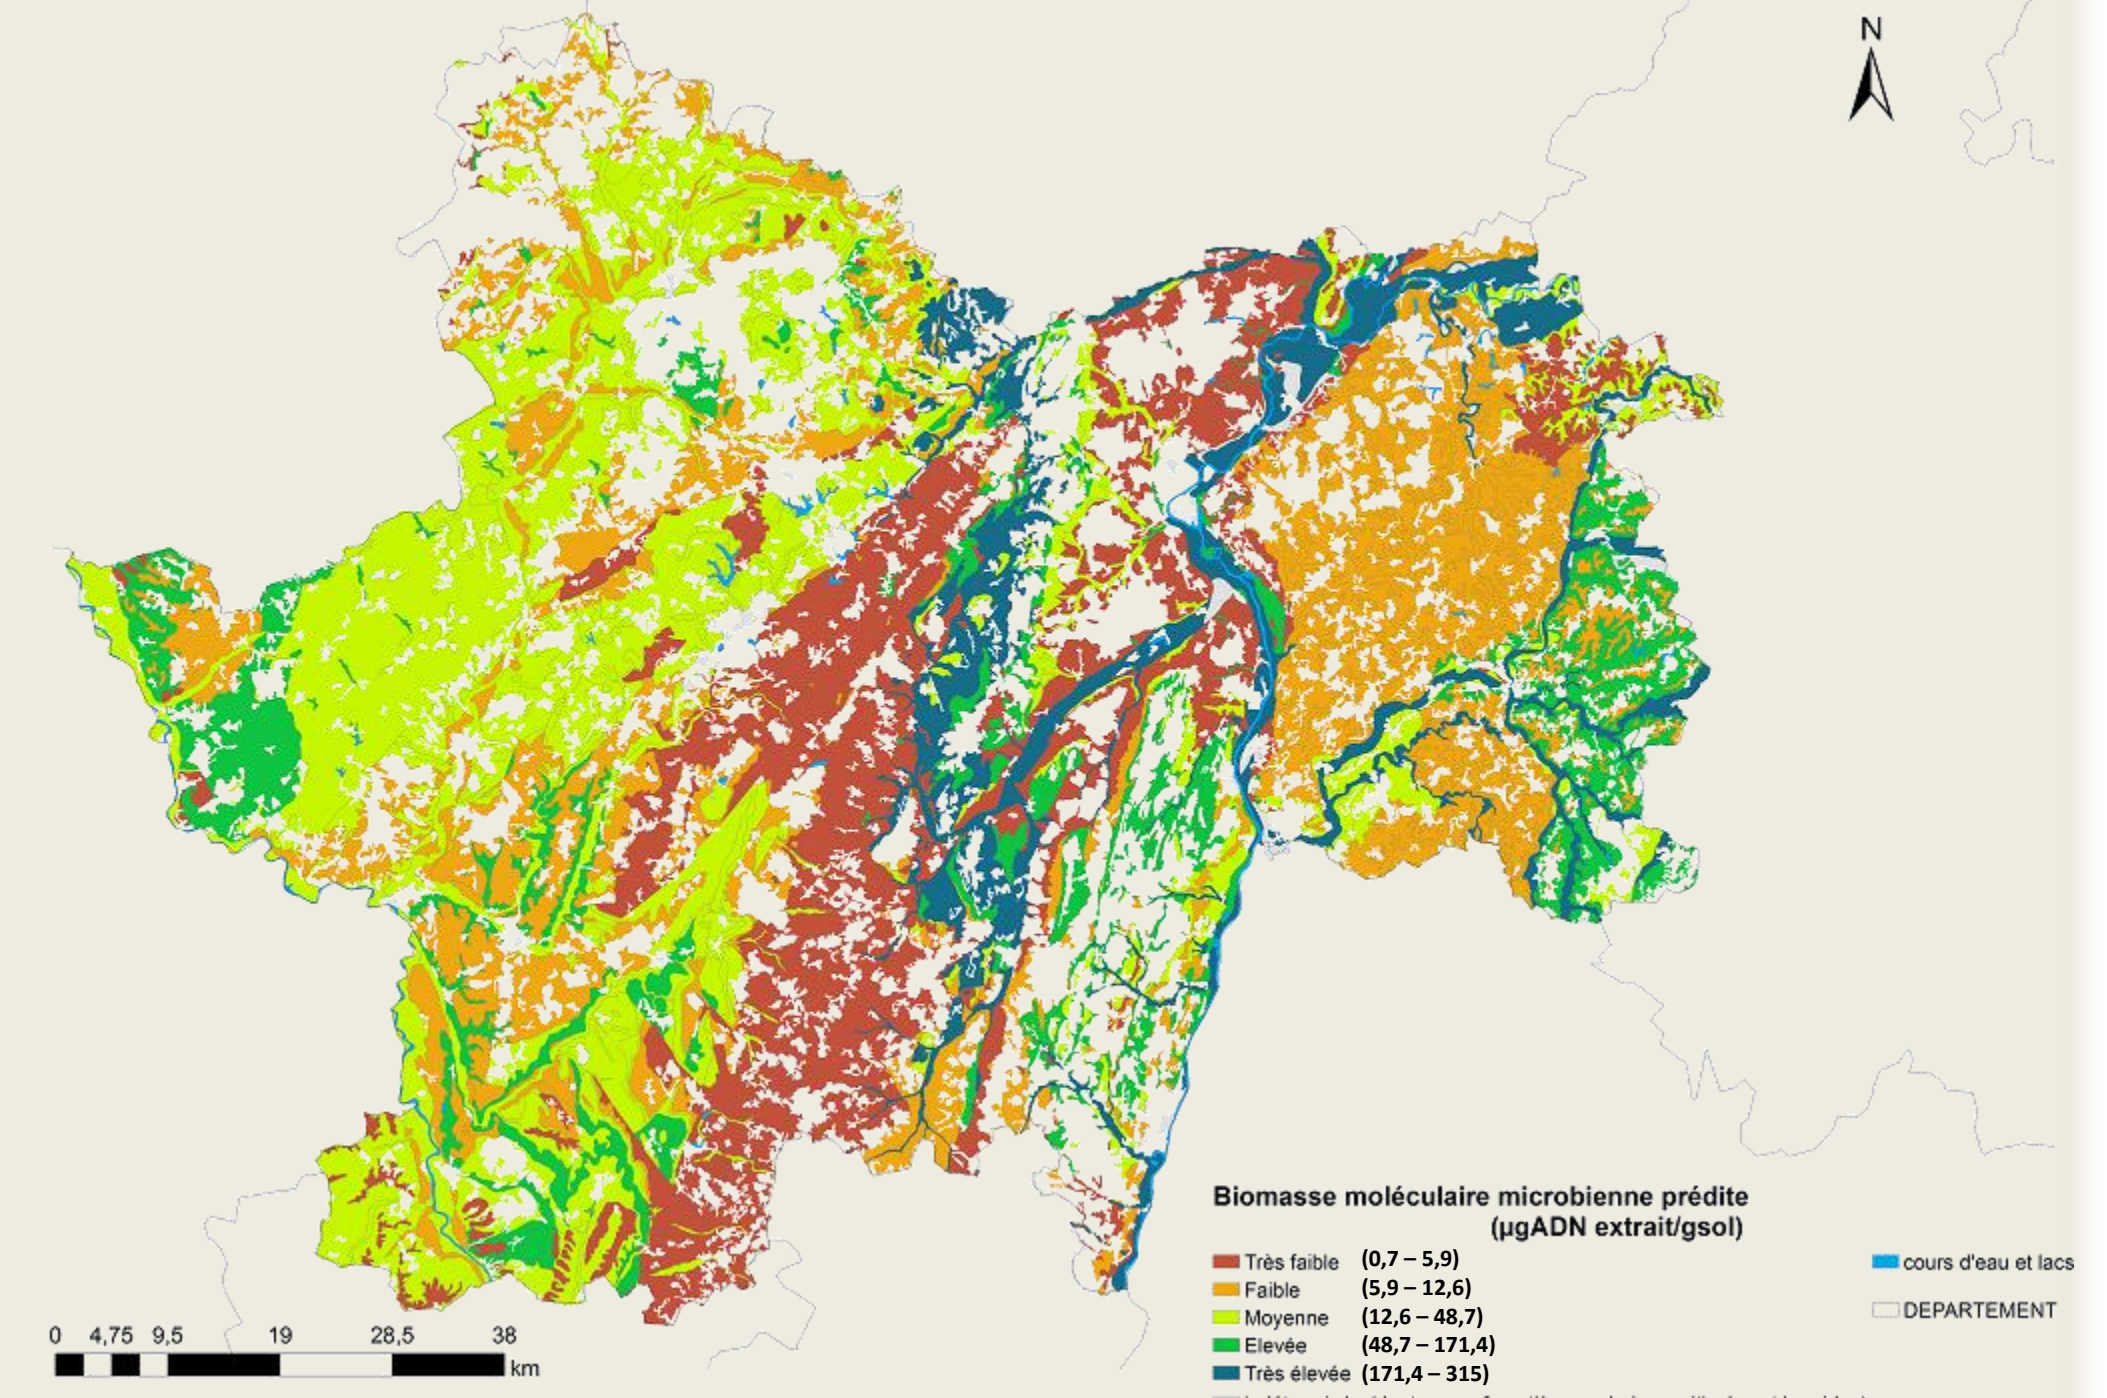 N
Biomasse moléculaire microbienne prédite
(µgADN extrait/gsol)
Très faible (0,7 – 5,9)
Faible (5,9 – 12,6)
Moyenne (12,6 – 48,7)
Elevée (48,7 – 171,4)
Très élevée (171,4 – 315)
cours d'eau et lacs
DEPARTEMENT
0 4,75 9,5 19 28,5 38
km